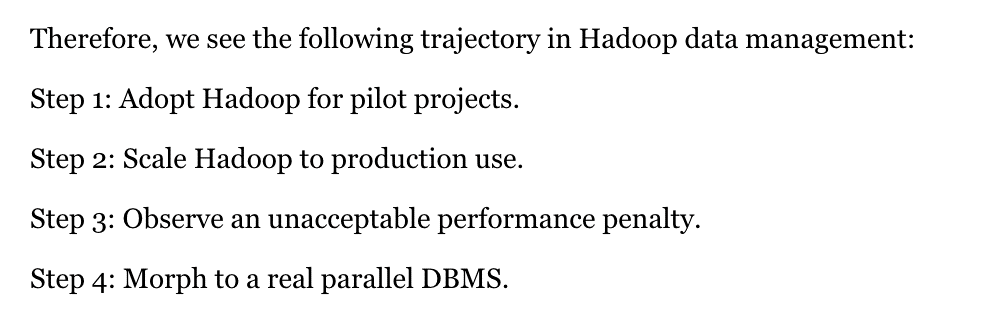 Therefore, we see the following trajectory in Hadoop data management:
Step 1: Adopt Hadoop for pilot projects.
Step 2: Scale Hadoop to production use.
Step 3: Observe an unacceptable performance penalty.
Step 4: Morph to a real parallel DBMS.